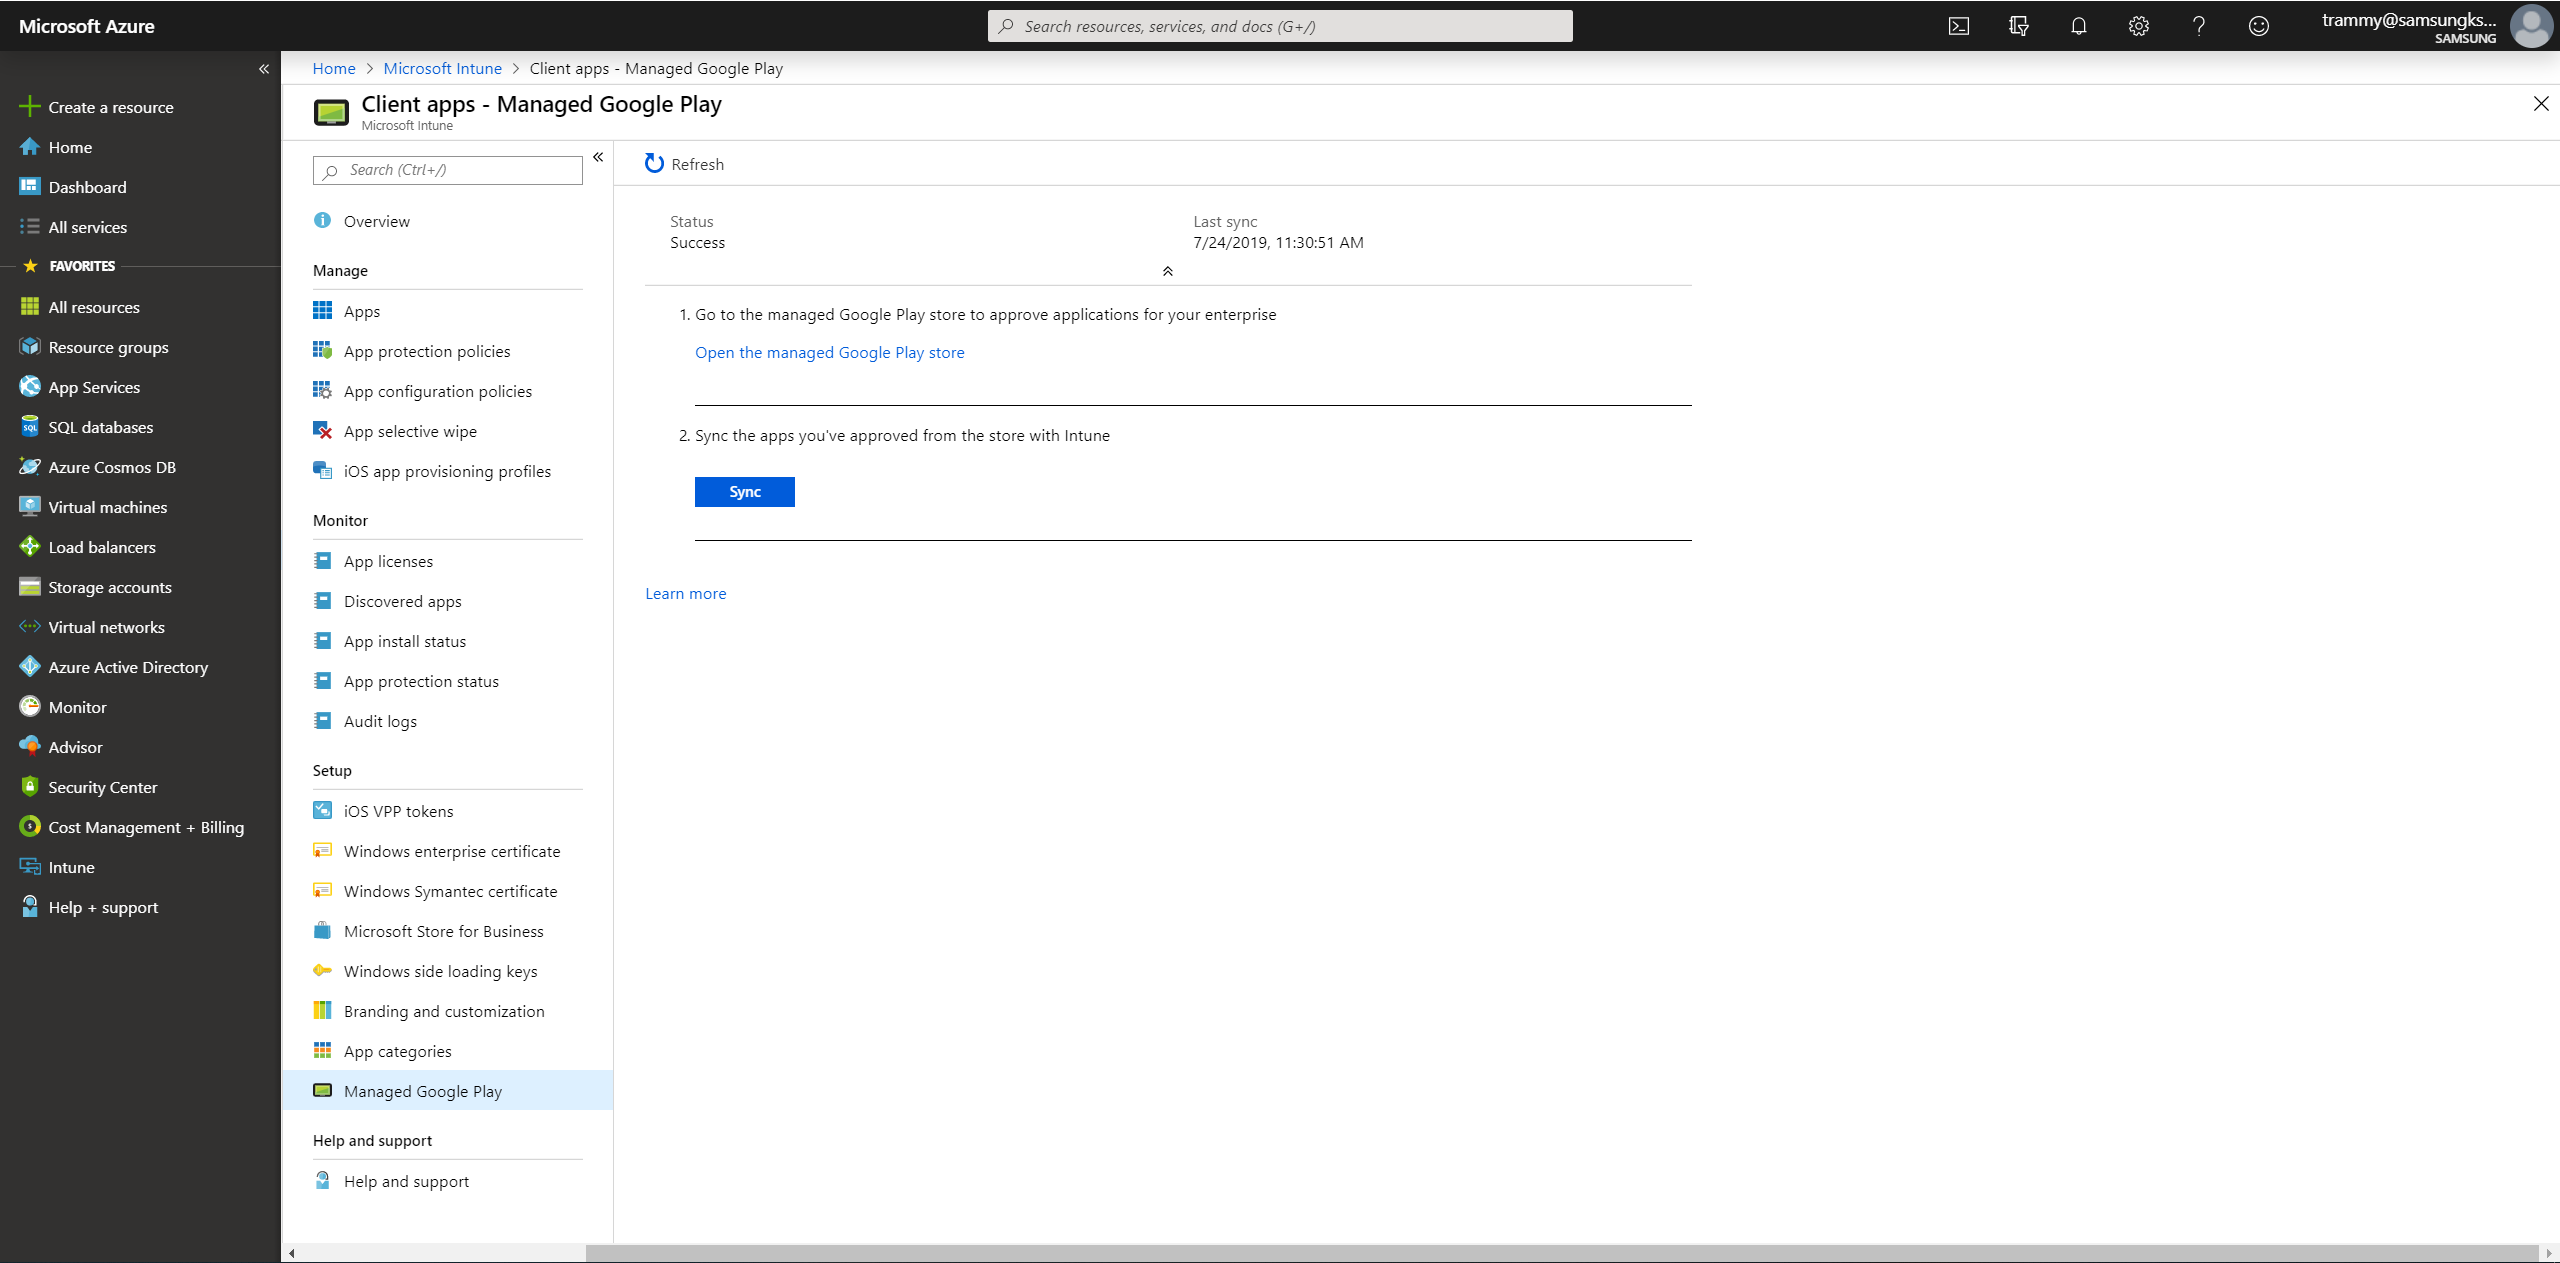 Microsoft Azure
Search resources, services, and docs (G+/)
trammy@samsungks...
SAMSUNG
Create a resource
Home
Dashboard
All services
FAVORITES
All resources
Resource groups
App Services
SQL databases
Azure Cosmos DB
Virtual machines
Load balancers
Storage accounts
Virtual networks
Azure Active Directory
Monitor
Advisor
Security Center
Cost Management + Billing
Intune
Help + support
Home > Microsoft Intune > Client apps - Managed Google Play
Client apps - Managed Google Play
Microsoft Intune
Search (Ctrl+/)
Overview
Manage
Apps
App protection policies
App configuration policies
App selective wipe
iOS app provisioning profiles
Monitor
App licenses
Discovered apps
App install status
App protection status
Audit logs
Setup
iOS VPP tokens
Windows enterprise certificate
Windows Symantec certificate
Microsoft Store for Business
Windows side loading keys
Branding and customization
App categories
Managed Google Play
Help and support
Help and support
Refresh
Status
Success
Last sync
7/24/2019, 11:30:51 AM
1. Go to the managed Google Play store to approve applications for your enterprise
Open the managed Google Play store
2. Sync the apps you've approved from the store with Intune
Sync
Learn more